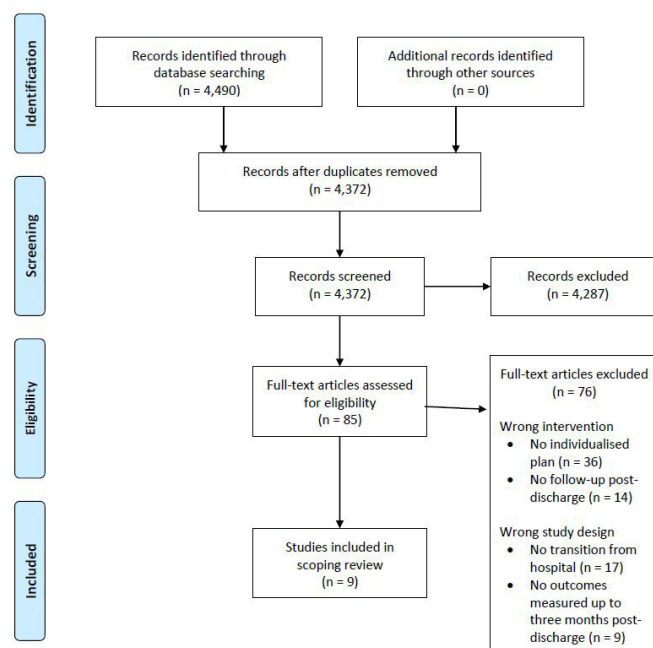 Identification
Records identified through
database searching
(n = 4,490)
Additional records identified
through other sources
(n = 0)
Records after duplicates removed
(n = 4,372)
Screening
Records screened
(n = 4,372)
Records excluded
(n = 4,287)
Eligibility
Full-text articles assessed
for eligibility
(n = 85)
Full-text articles excluded
(n = 76)
Wrong intervention
• No individualised
plan (n = 36)
• No follow-up post-
discharge (n = 14)
Wrong study design
• No transition from
hospital (n = 17)
• No outcomes
measured up to
three months post-
discharge (n = 9)
Included
Studies included in
scoping review
(n = 9)